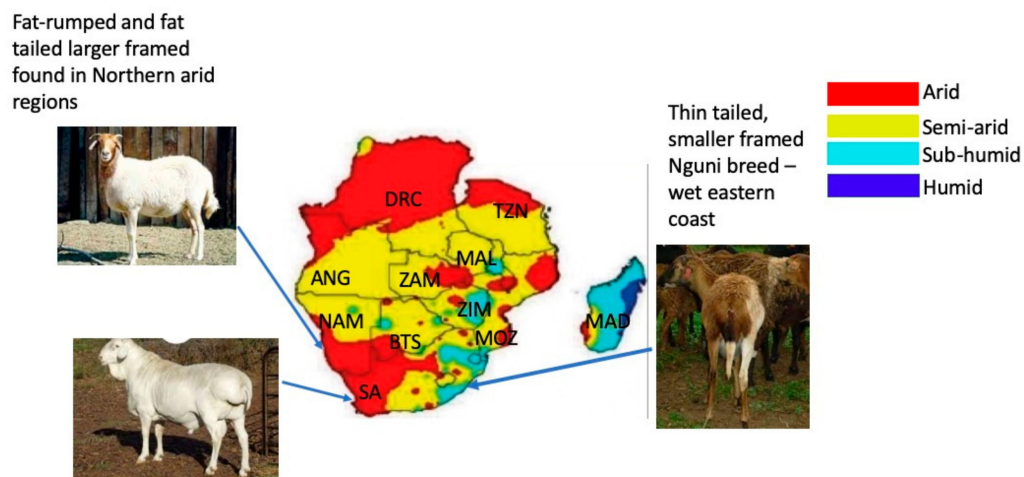 Fat-rumped and fat
tailed larger framed
found in Northern arid
regions
Thin tailed,
smaller framed
Nguni breed –
wet eastern
coast
Arid
Semi-arid
Sub-humid
Humid
DRC
TZN
MAL
ANG
ZAM
ZIM
NAM
MAD
MOZ
BTS
SA